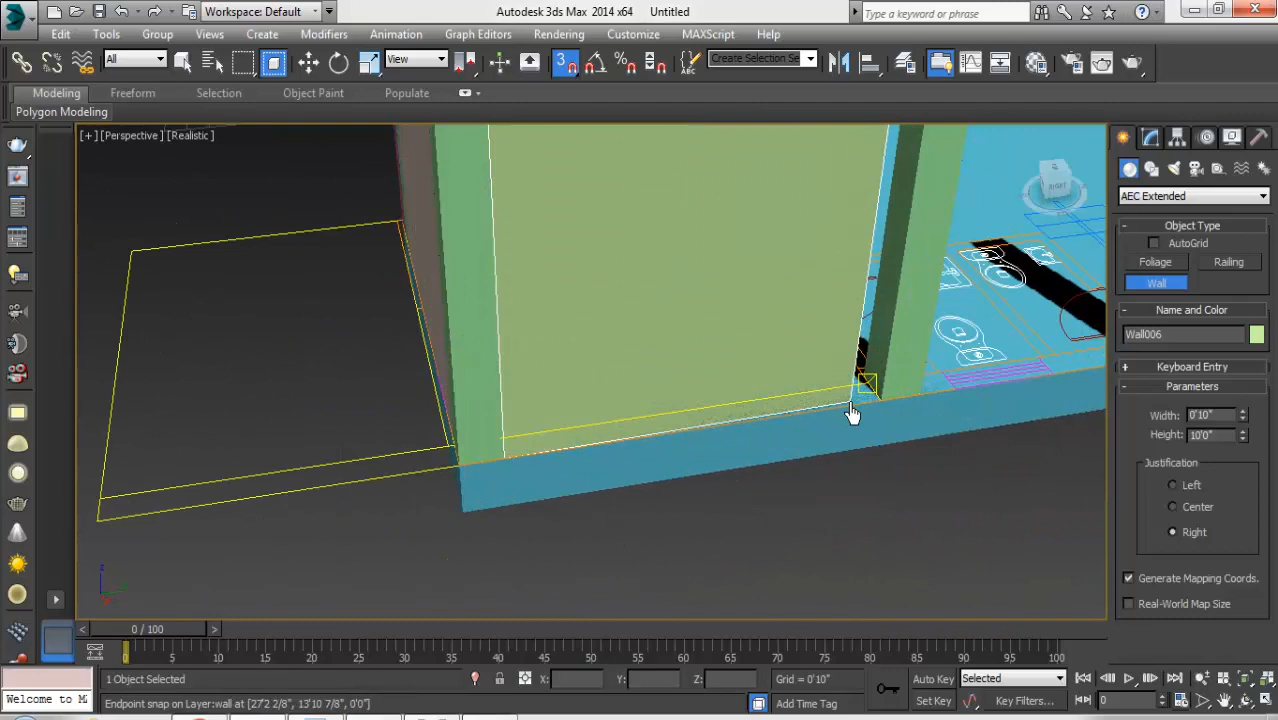 Workspace: Default
Autodesk 3ds Max 2014 x64 Untitled
Type a keyword or phrase
Edit Tools Group Views Create Modifiers Animation Graph Editors Rendering Customize MAXScript Help
All View 3 Create Selection Se
Modeling Freeform Selection Object Paint Populate
Polygon Modeling
[+] [Perspective] [Realistic]
RIGHT
AEC Extended
Object Type
AutoGrid
Foliage Railing
Wall
Name and Color
Wall006
Keyboard Entry
Parameters
Width: 0'10"
Height: 10'0"
Justification
Left
Center
Right
Generate Mapping Coords.
Real-World Map Size
0 / 100
0 5 10 15 20 25 30 35 40 45 50 55 60 65 70 75 80 85 90 95 100
1 Object Selected X: Y: Z: Grid = 0'10" Auto Key Selected
Welcome to M Endpoint snap on Layer:wall at [27'2 2/8", 13'10 7/8", 0'0"] Add Time Tag Set Key Key Filters... 0